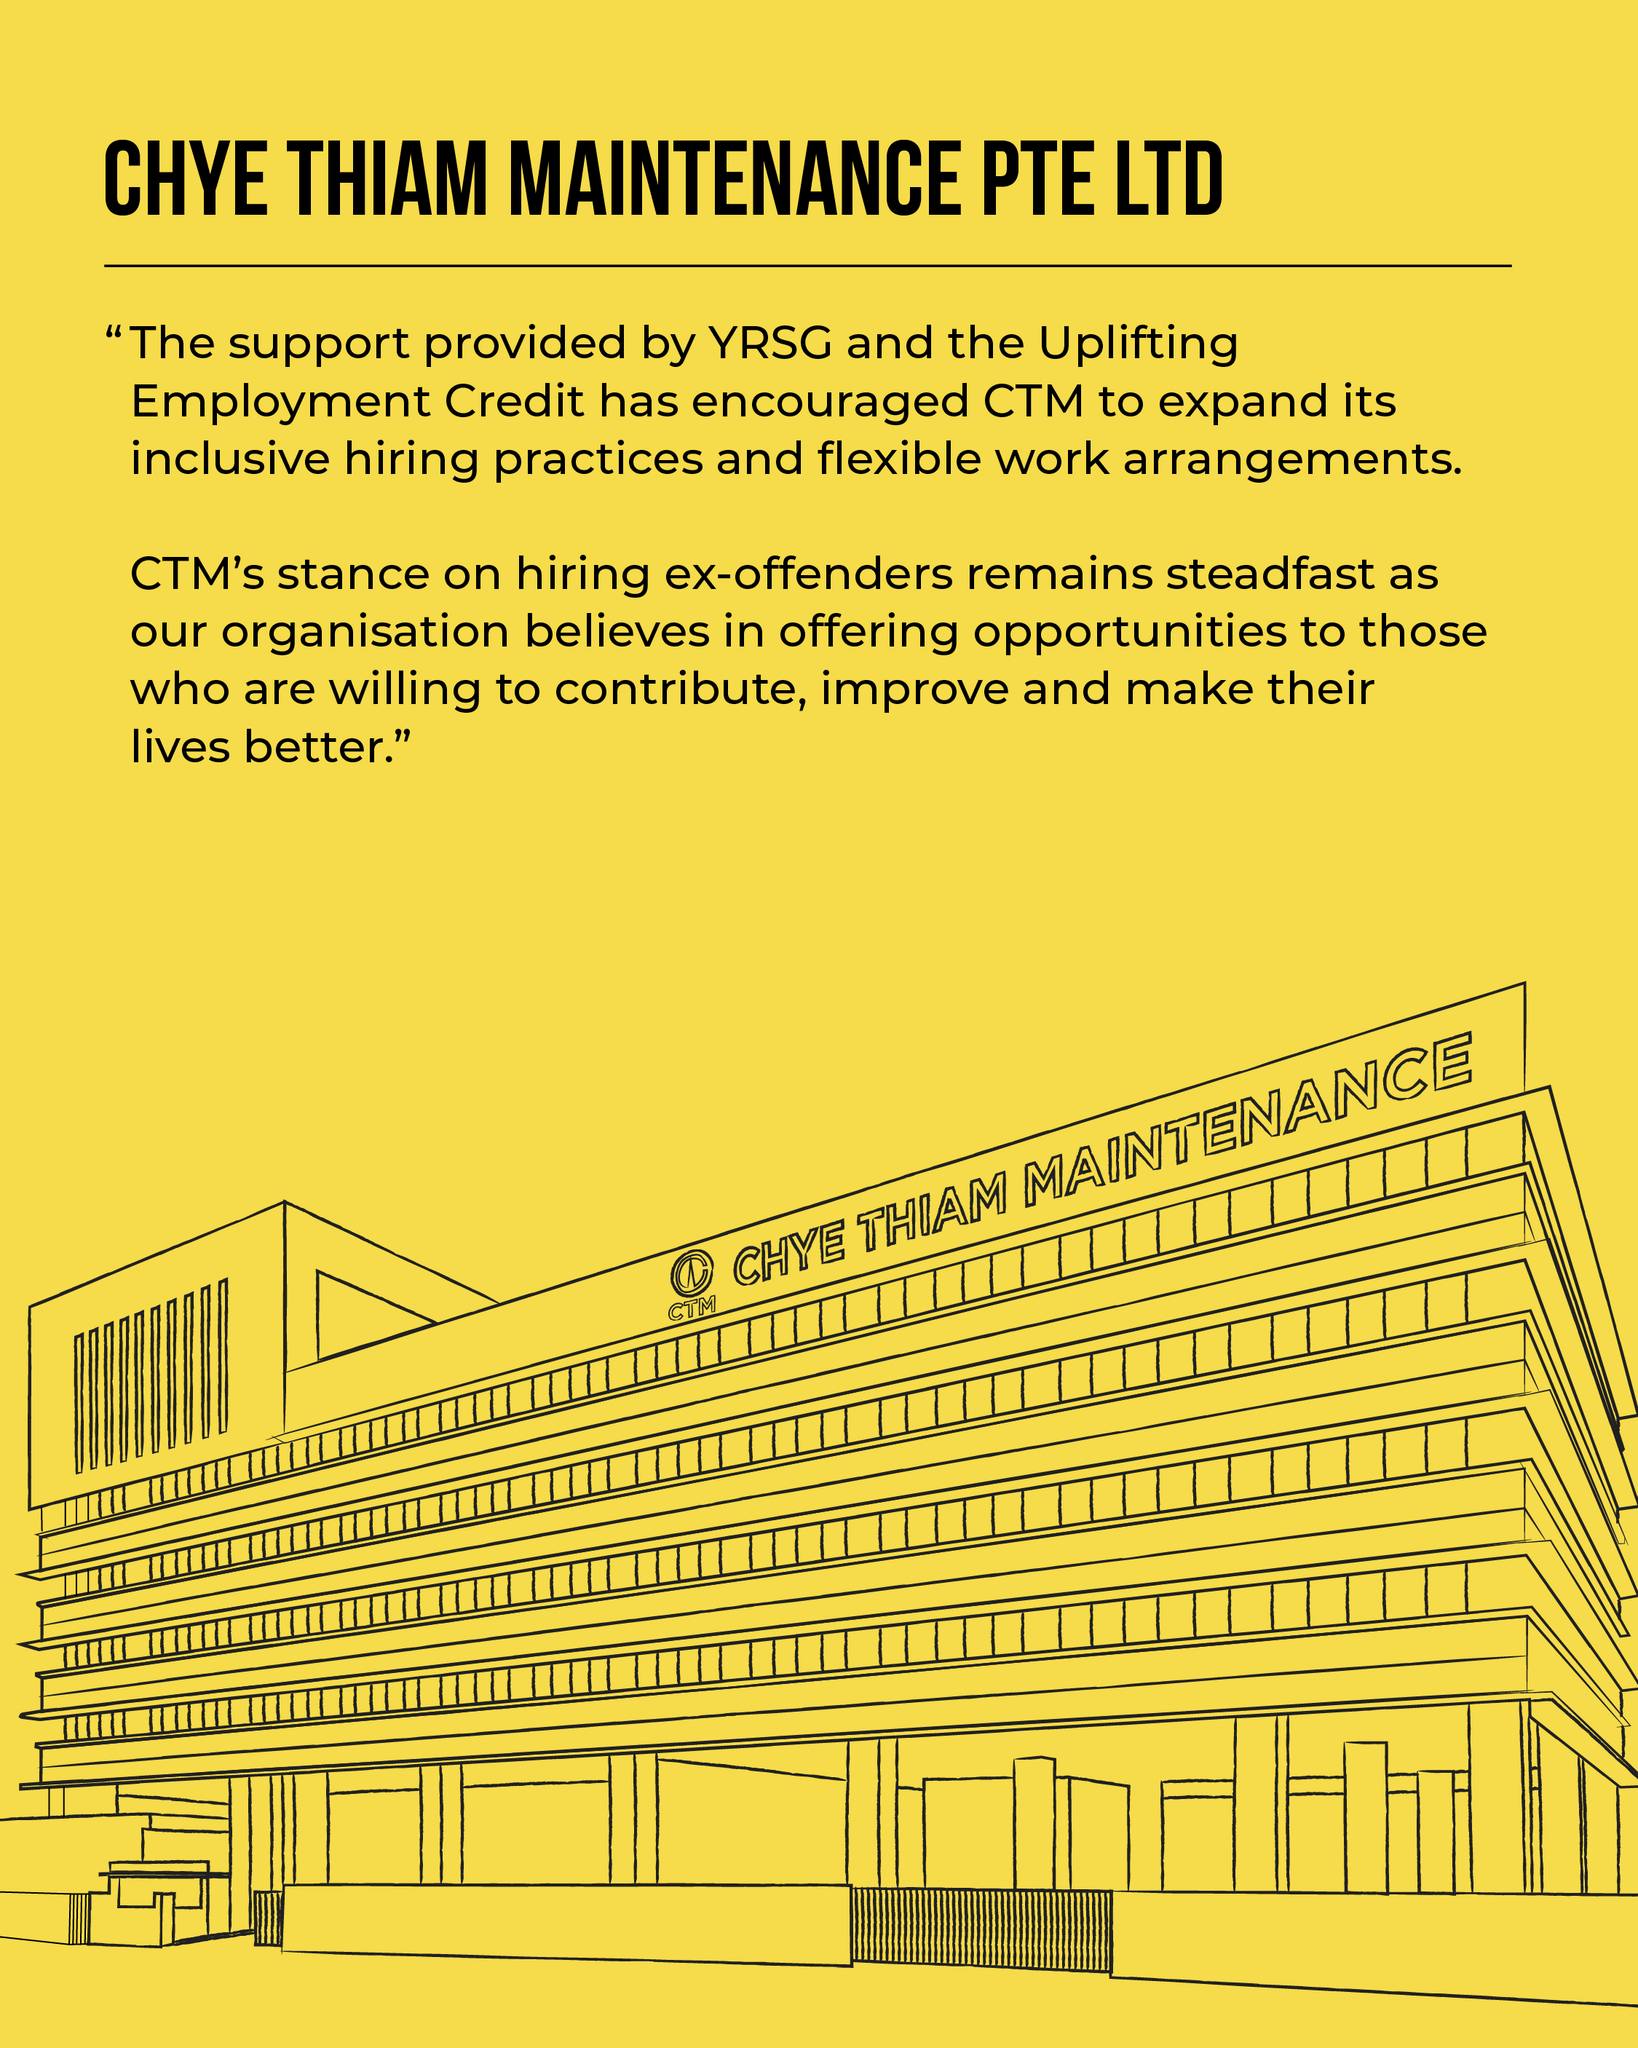 CHYE THIAM MAINTENANCE PTE LTD
“The support provided by YRSG and the Uplifting
Employment Credit has encouraged CTM to expand its
inclusive hiring practices and flexible work arrangements.
CTM’s stance on hiring ex-offenders remains steadfast as
our organisation believes in offering opportunities to those
who are willing to contribute, improve and make their
lives better.”
CHYE THIAM MAINTENANCE
CTM